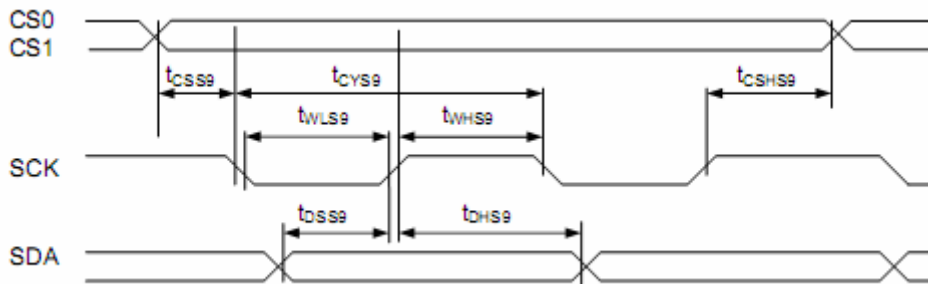 CS0
CS1
tCSS9 tCYS9 tCSHS9
tWLS9 tWHS9
SCK
tDSS9 tDHS9
SDA